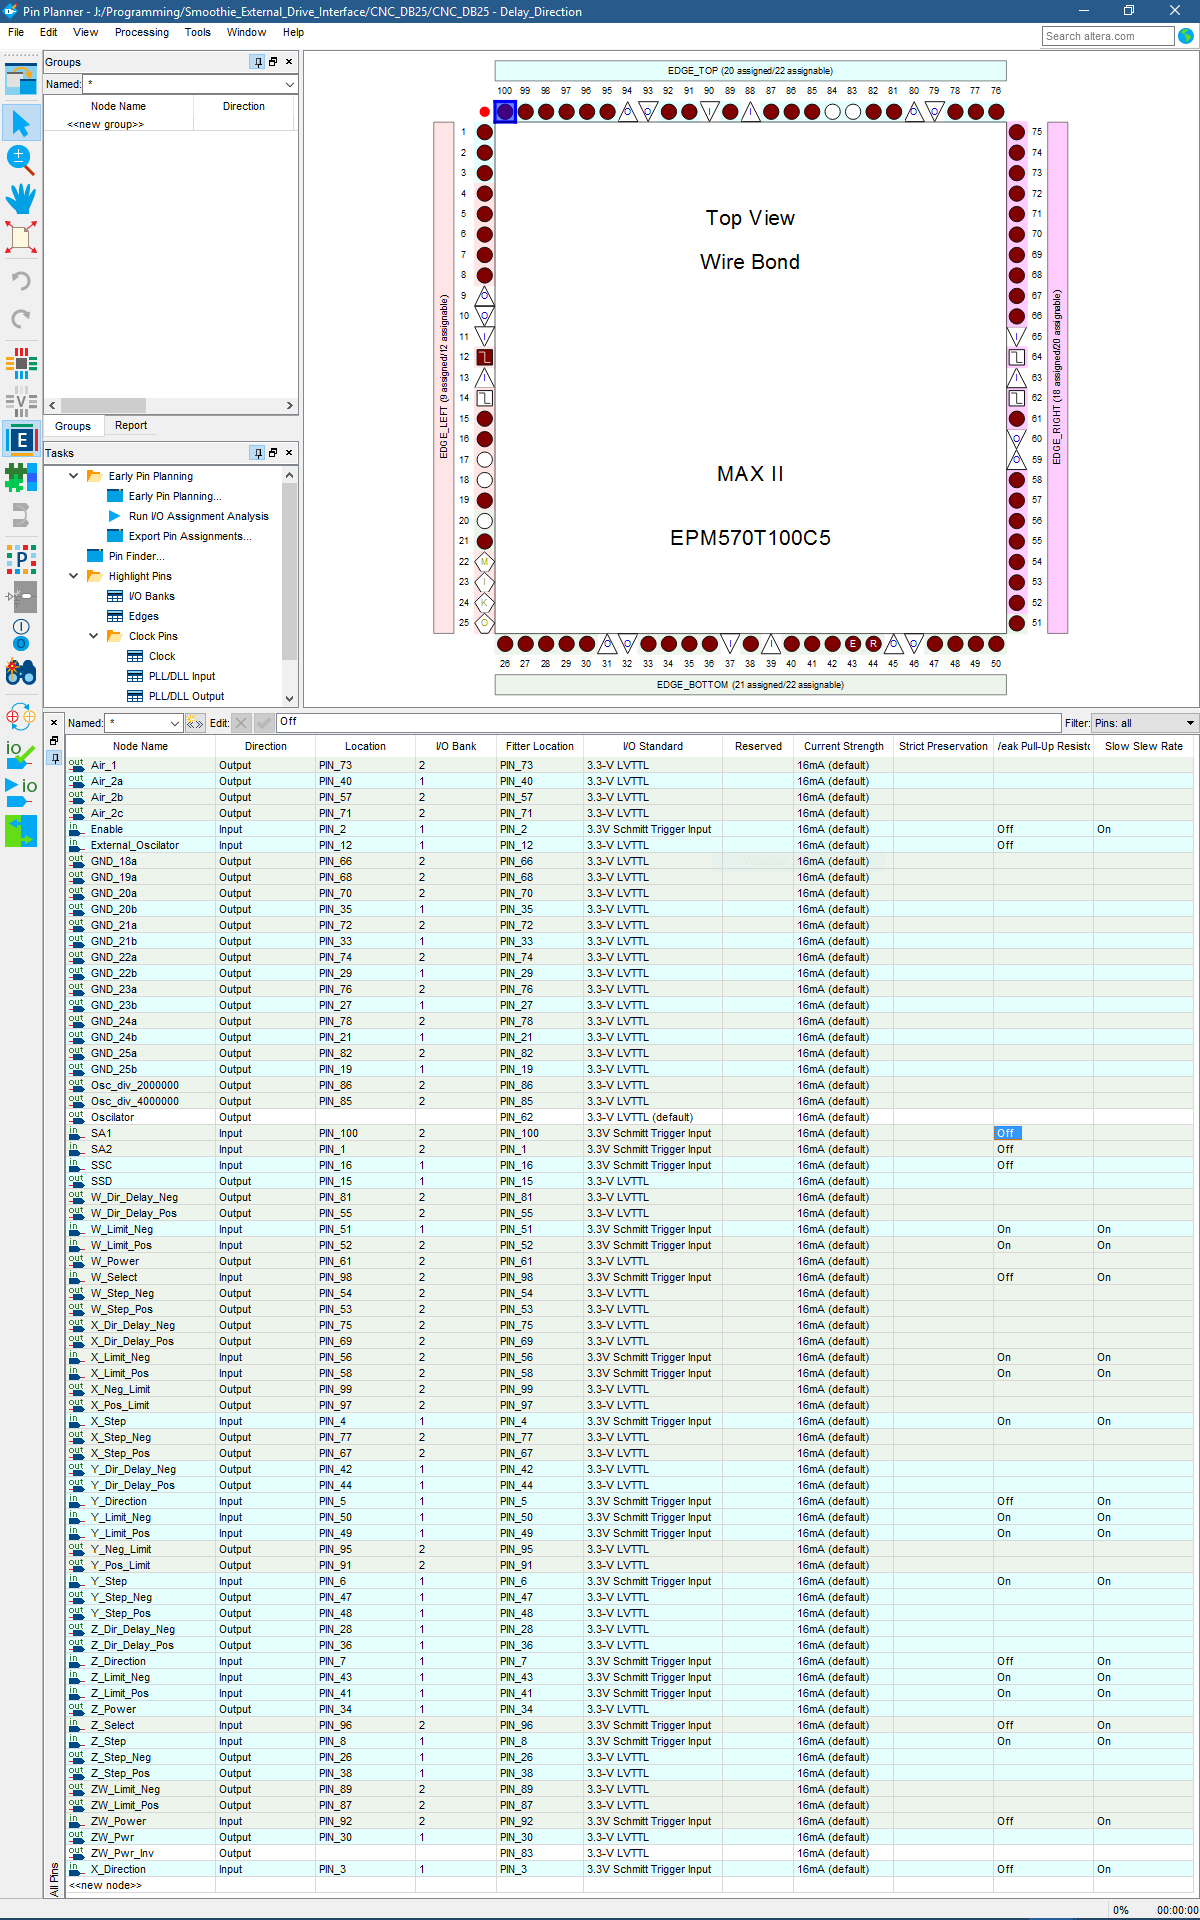 Pin Planner - J:/Programming/Smoothie_External_Drive_Interface/CNC_DB25/CNC_DB25 - Delay_Direction
File Edit View Processing Tools Window Help
Search altera.com
Groups
Named: *
Node Name Direction
<<new group>>
Groups Report
Tasks
Early Pin Planning
Early Pin Planning...
Run I/O Assignment Analysis
Export Pin Assignments...
Pin Finder...
Highlight Pins
I/O Banks
Edges
Clock Pins
Clock
PLL/DLL Input
PLL/DLL Output
EDGE_TOP (20 assigned/22 assignable)
100 99 98 97 96 95 94 93 92 91 90 89 88 87 86 85 84 83 82 81 80 79 78 77 76
EDGE_LEFT (9 assigned/12 assignable)
1
2
3
4
5
6
7
8
9
10
11
12
13
14
15
16
17
18
19
20
21
22
23
24
25
Top View
Wire Bond
MAX II
EPM570T100C5
75
74
73
72
71
70
69
68
67
66
65
64
63
62
61
60
59
58
57
56
55
54
53
52
51
EDGE_RIGHT (18 assigned/20 assignable)
26 27 28 29 30 31 32 33 34 35 36 37 38 39 40 41 42 43 44 45 46 47 48 49 50
EDGE_BOTTOM (21 assigned/22 assignable)
Named: * Edit: Off Filter: Pins: all
Node Name Direction Location I/O Bank Fitter Location I/O Standard Reserved Current Strength Strict Preservation /eak Pull-Up Resisto Slow Slew Rate
Air_1 Output PIN_73 2 PIN_73 3.3-V LVTTL 16mA (default)
Air_2a Output PIN_40 1 PIN_40 3.3-V LVTTL 16mA (default)
Air_2b Output PIN_57 2 PIN_57 3.3-V LVTTL 16mA (default)
Air_2c Output PIN_71 2 PIN_71 3.3-V LVTTL 16mA (default)
Enable Input PIN_2 1 PIN_2 3.3V Schmitt Trigger Input 16mA (default) Off On
External_Oscilator Input PIN_12 1 PIN_12 3.3-V LVTTL 16mA (default) Off
GND_18a Output PIN_66 2 PIN_66 3.3-V LVTTL 16mA (default)
GND_19a Output PIN_68 2 PIN_68 3.3-V LVTTL 16mA (default)
GND_20a Output PIN_70 2 PIN_70 3.3-V LVTTL 16mA (default)
GND_20b Output PIN_35 1 PIN_35 3.3-V LVTTL 16mA (default)
GND_21a Output PIN_72 2 PIN_72 3.3-V LVTTL 16mA (default)
GND_21b Output PIN_33 1 PIN_33 3.3-V LVTTL 16mA (default)
GND_22a Output PIN_74 2 PIN_74 3.3-V LVTTL 16mA (default)
GND_22b Output PIN_29 1 PIN_29 3.3-V LVTTL 16mA (default)
GND_23a Output PIN_76 2 PIN_76 3.3-V LVTTL 16mA (default)
GND_23b Output PIN_27 1 PIN_27 3.3-V LVTTL 16mA (default)
GND_24a Output PIN_78 2 PIN_78 3.3-V LVTTL 16mA (default)
GND_24b Output PIN_21 1 PIN_21 3.3-V LVTTL 16mA (default)
GND_25a Output PIN_82 2 PIN_82 3.3-V LVTTL 16mA (default)
GND_25b Output PIN_19 1 PIN_19 3.3-V LVTTL 16mA (default)
Osc_div_2000000 Output PIN_86 2 PIN_86 3.3-V LVTTL 16mA (default)
Osc_div_4000000 Output PIN_85 2 PIN_85 3.3-V LVTTL 16mA (default)
Oscilator Output PIN_62 3.3-V LVTTL (default) 16mA (default)
SA1 Input PIN_100 2 PIN_100 3.3V Schmitt Trigger Input 16mA (default) Off
SA2 Input PIN_1 2 PIN_1 3.3V Schmitt Trigger Input 16mA (default) Off
SSC Input PIN_16 1 PIN_16 3.3V Schmitt Trigger Input 16mA (default) Off
SSD Output PIN_15 1 PIN_15 3.3-V LVTTL 16mA (default)
W_Dir_Delay_Neg Output PIN_81 2 PIN_81 3.3-V LVTTL 16mA (default)
W_Dir_Delay_Pos Output PIN_55 2 PIN_55 3.3-V LVTTL 16mA (default)
W_Limit_Neg Input PIN_51 1 PIN_51 3.3V Schmitt Trigger Input 16mA (default) On On
W_Limit_Pos Input PIN_52 2 PIN_52 3.3V Schmitt Trigger Input 16mA (default) On On
W_Power Output PIN_61 2 PIN_61 3.3-V LVTTL 16mA (default)
W_Select Input PIN_98 2 PIN_98 3.3V Schmitt Trigger Input 16mA (default) Off On
W_Step_Neg Output PIN_54 2 PIN_54 3.3-V LVTTL 16mA (default)
W_Step_Pos Output PIN_53 2 PIN_53 3.3-V LVTTL 16mA (default)
X_Dir_Delay_Neg Output PIN_75 2 PIN_75 3.3-V LVTTL 16mA (default)
X_Dir_Delay_Pos Output PIN_69 2 PIN_69 3.3-V LVTTL 16mA (default)
X_Limit_Neg Input PIN_56 2 PIN_56 3.3V Schmitt Trigger Input 16mA (default) On On
X_Limit_Pos Input PIN_58 2 PIN_58 3.3V Schmitt Trigger Input 16mA (default) On On
X_Neg_Limit Output PIN_99 2 PIN_99 3.3-V LVTTL 16mA (default)
X_Pos_Limit Output PIN_97 2 PIN_97 3.3-V LVTTL 16mA (default)
X_Step Input PIN_4 1 PIN_4 3.3V Schmitt Trigger Input 16mA (default) On On
X_Step_Neg Output PIN_77 2 PIN_77 3.3-V LVTTL 16mA (default)
X_Step_Pos Output PIN_67 2 PIN_67 3.3-V LVTTL 16mA (default)
Y_Dir_Delay_Neg Output PIN_42 1 PIN_42 3.3-V LVTTL 16mA (default)
Y_Dir_Delay_Pos Output PIN_44 1 PIN_44 3.3-V LVTTL 16mA (default)
Y_Direction Input PIN_5 1 PIN_5 3.3V Schmitt Trigger Input 16mA (default) Off On
Y_Limit_Neg Input PIN_50 1 PIN_50 3.3V Schmitt Trigger Input 16mA (default) On On
Y_Limit_Pos Input PIN_49 1 PIN_49 3.3V Schmitt Trigger Input 16mA (default) On On
Y_Neg_Limit Output PIN_95 2 PIN_95 3.3-V LVTTL 16mA (default)
Y_Pos_Limit Output PIN_91 2 PIN_91 3.3-V LVTTL 16mA (default)
Y_Step Input PIN_6 1 PIN_6 3.3V Schmitt Trigger Input 16mA (default) On On
Y_Step_Neg Output PIN_47 1 PIN_47 3.3-V LVTTL 16mA (default)
Y_Step_Pos Output PIN_48 1 PIN_48 3.3-V LVTTL 16mA (default)
Z_Dir_Delay_Neg Output PIN_28 1 PIN_28 3.3-V LVTTL 16mA (default)
Z_Dir_Delay_Pos Output PIN_36 1 PIN_36 3.3-V LVTTL 16mA (default)
Z_Direction Input PIN_7 1 PIN_7 3.3V Schmitt Trigger Input 16mA (default) Off On
Z_Limit_Neg Input PIN_43 1 PIN_43 3.3V Schmitt Trigger Input 16mA (default) On On
Z_Limit_Pos Input PIN_41 1 PIN_41 3.3V Schmitt Trigger Input 16mA (default) On On
Z_Power Output PIN_34 1 PIN_34 3.3-V LVTTL 16mA (default)
Z_Select Input PIN_96 2 PIN_96 3.3V Schmitt Trigger Input 16mA (default) Off On
Z_Step Input PIN_8 1 PIN_8 3.3V Schmitt Trigger Input 16mA (default) On On
Z_Step_Neg Output PIN_26 1 PIN_26 3.3-V LVTTL 16mA (default)
Z_Step_Pos Output PIN_38 1 PIN_38 3.3-V LVTTL 16mA (default)
ZW_Limit_Neg Output PIN_89 2 PIN_89 3.3-V LVTTL 16mA (default)
ZW_Limit_Pos Output PIN_87 2 PIN_87 3.3-V LVTTL 16mA (default)
ZW_Power Input PIN_92 2 PIN_92 3.3V Schmitt Trigger Input 16mA (default) Off On
ZW_Pwr Output PIN_30 1 PIN_30 3.3-V LVTTL 16mA (default)
ZW_Pwr_Inv Output PIN_83 3.3-V LVTTL 16mA (default)
X_Direction Input PIN_3 1 PIN_3 3.3V Schmitt Trigger Input 16mA (default) Off On
<<new node>>
All Pins
0% 00:00:00